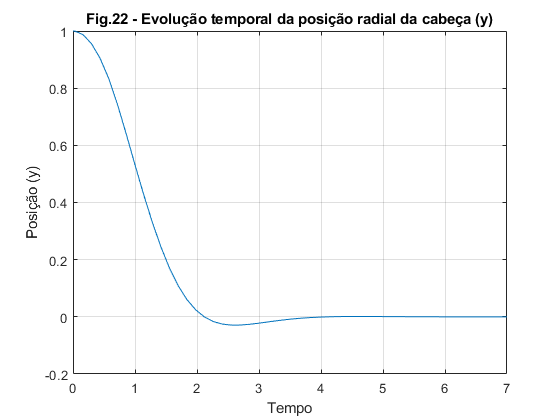 Fig.22 - Evolução temporal da posição radial da cabeça (y)
1
0.8
0.6
0.4
0.2
0
-0.2
Posição (y)
0 1 2 3 4 5 6 7
Tempo